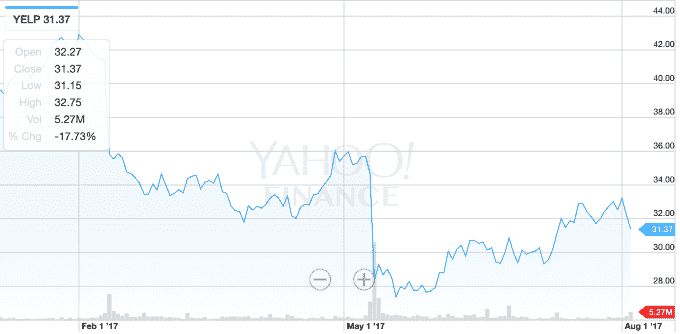 YELP 31.37
Open 32.27
Close 31.37
Low 31.15
High 32.75
Vol 5.27M
% Chg -17.73%
YAHOO!
FINANCE
44.00
42.00
40.00
38.00
36.00
34.00
32.00
31.37
30.00
28.00
5.27M
Feb 1 '17
May 1 '17
Aug 1 '17